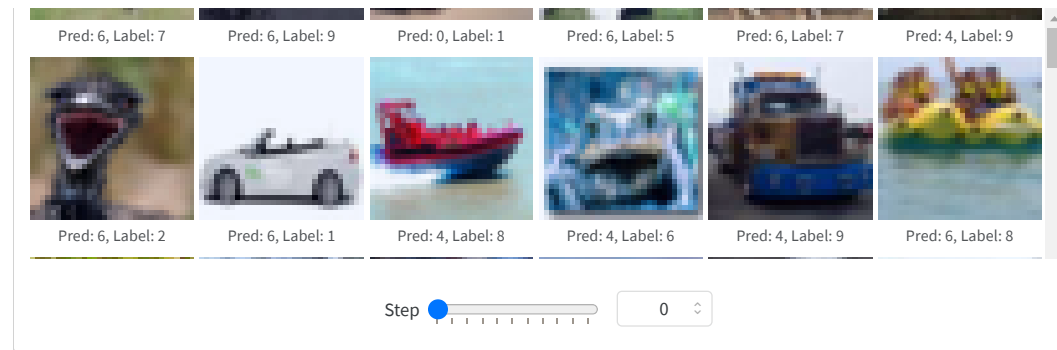 Pred: 6, Label: 7
Pred: 6, Label: 9
Pred: 0, Label: 1
Pred: 6, Label: 5
Pred: 6, Label: 7
Pred: 4, Label: 9
Pred: 6, Label: 2
Pred: 6, Label: 1
Pred: 4, Label: 8
Pred: 4, Label: 6
Pred: 4, Label: 9
Pred: 6, Label: 8
Step
0